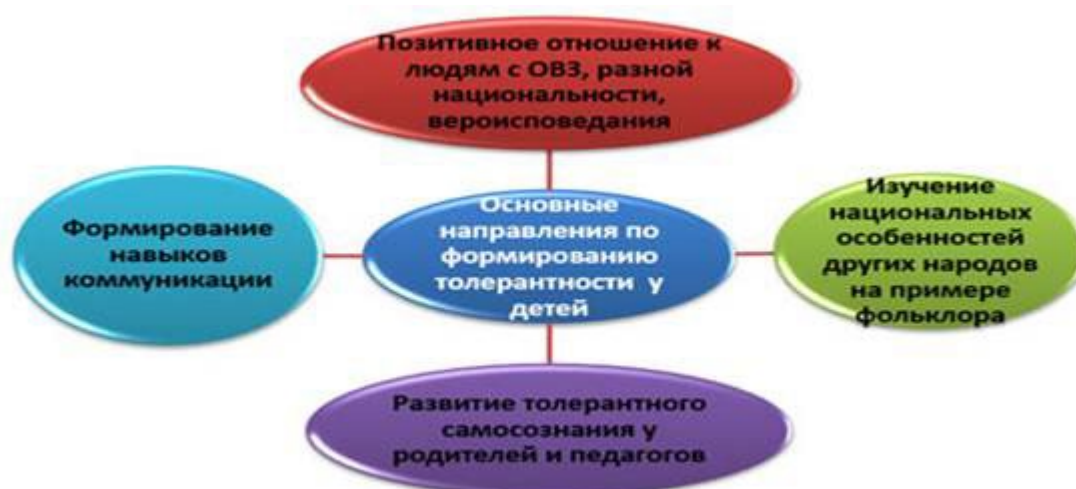 Позитивное отношение к
людям с ОВЗ, разной
национальности,
вероисповедания
Формирование
навыков
коммуникации
Основные
направления по
формированию
толерантности у
детей
Изучение
национальных
особенностей
других народов
на примере
фольклора
Развитие толерантного
самосознания у
родителей и педагогов